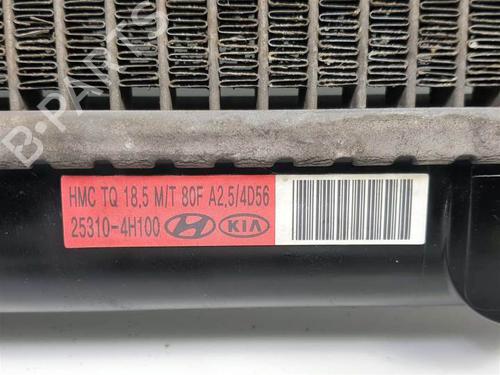 B-PARTS
HMC TQ 18,5 M/T 80F A2,5/4D56
25310-4H100 KIA